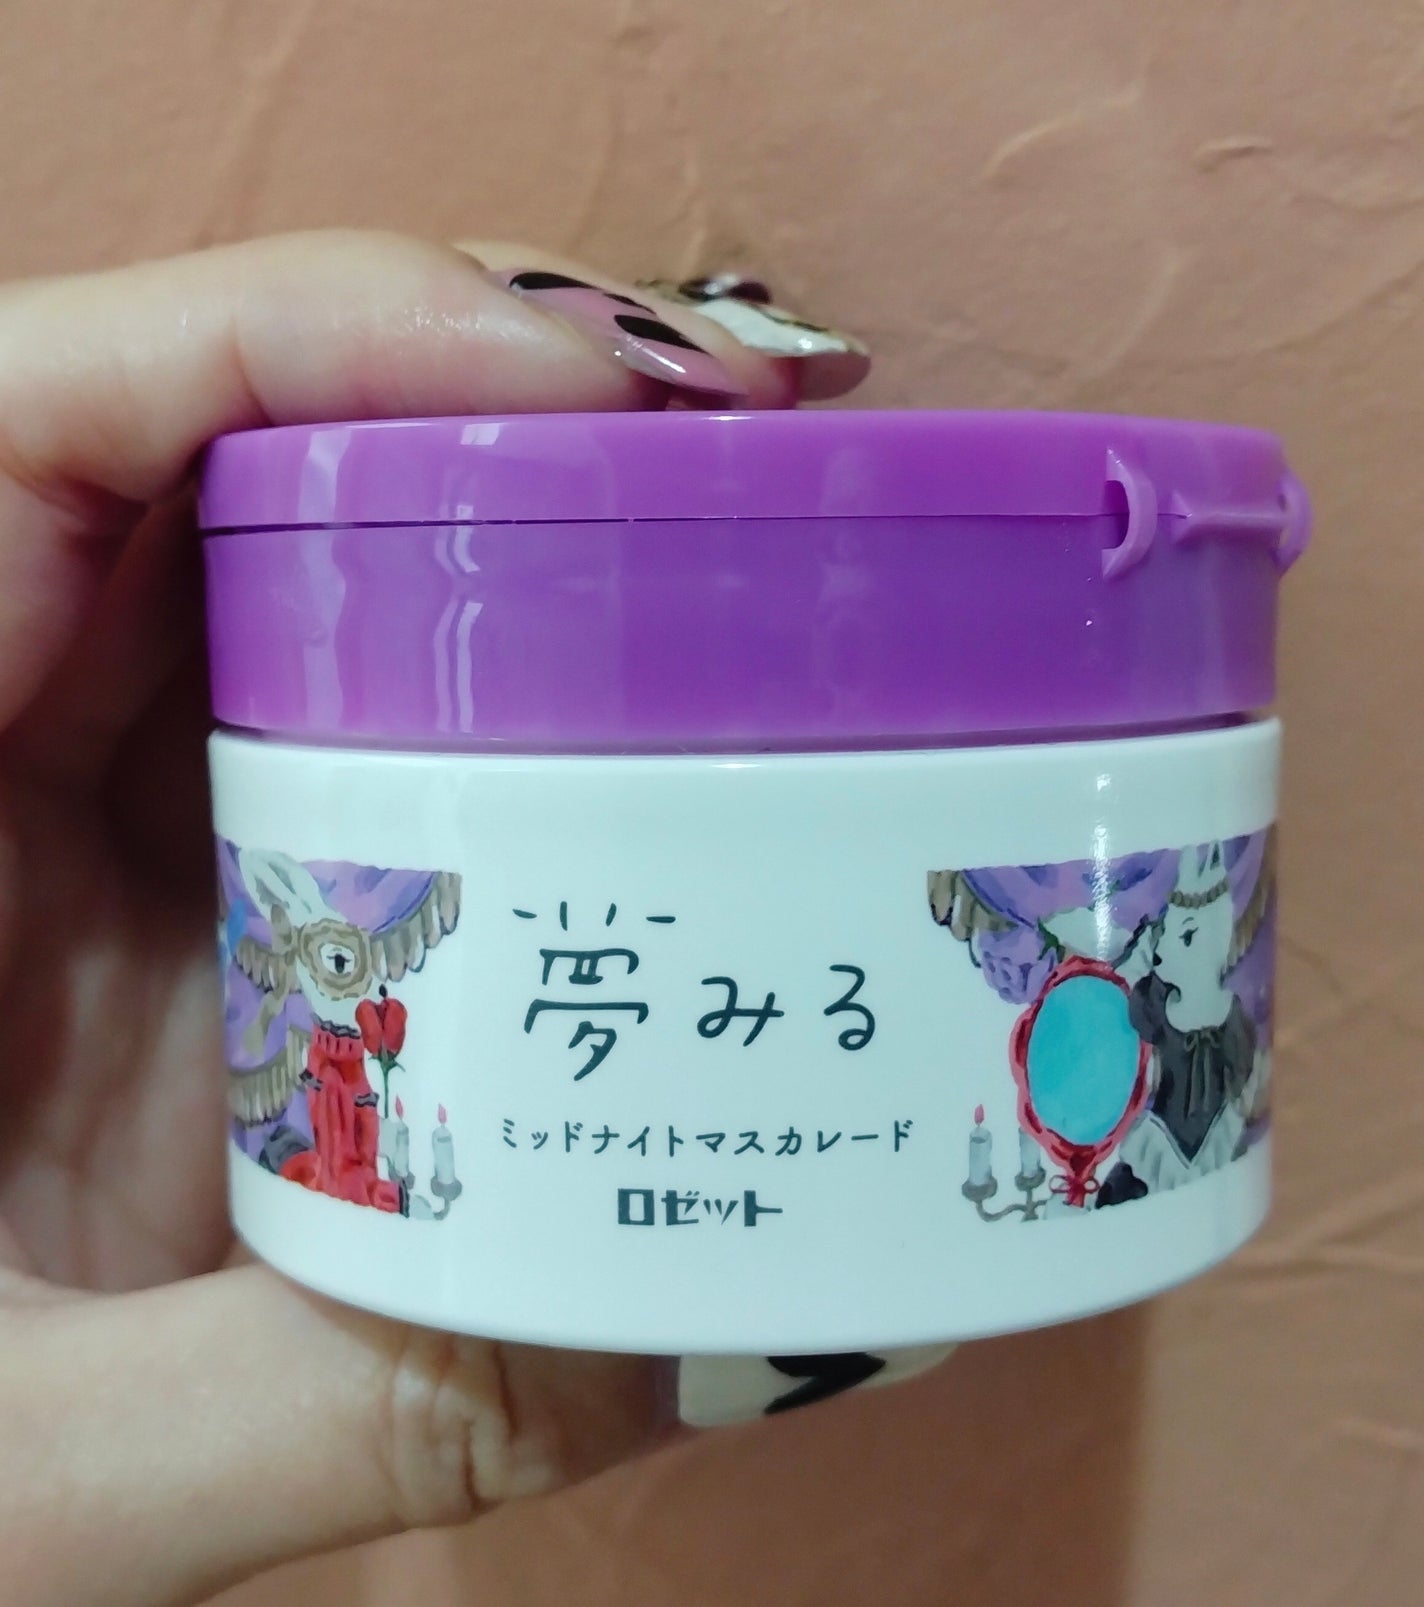 夢みる
ミッドナイトマスカレード
ロゼット